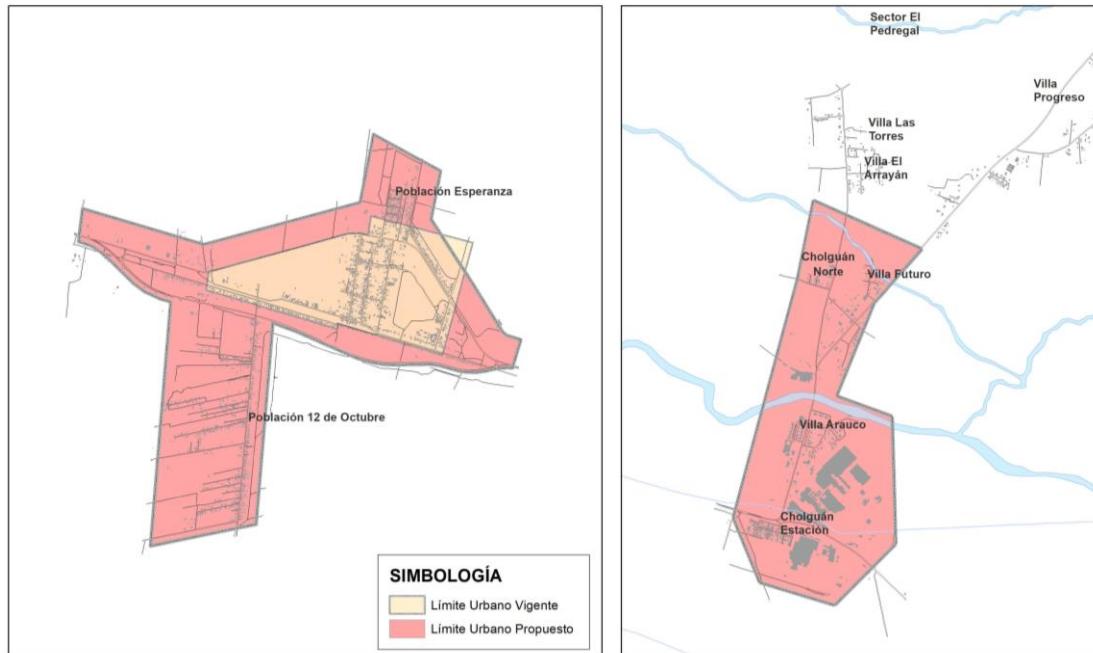 Población Esperanza
Población 12 de Octubre
SIMBOLOGÍA
Límite Urbano Vigente
Límite Urbano Propuesto
Sector El
Pedregal
Villa
Progreso
Villa Las
Torres
Villa El
Arrayán
Cholguán
Norte
Villa Futuro
Villa Arauco
Cholguán
Estación